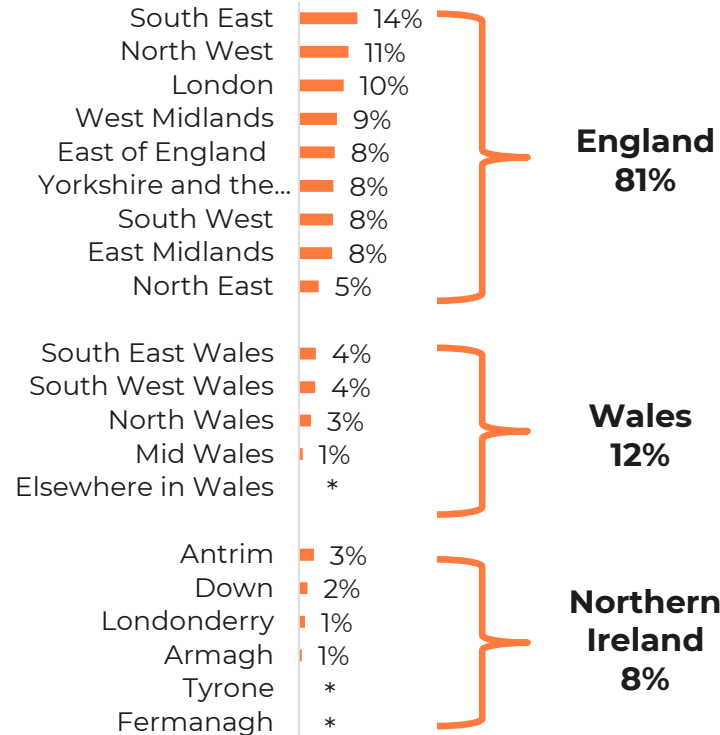 South East 14%
North West 11%
London 10%
West Midlands 9%
East of England 8%
Yorkshire and the... 8%
South West 8%
East Midlands 8%
North East 5%
England
81%
South East Wales 4%
South West Wales 4%
North Wales 3%
Mid Wales 1%
Elsewhere in Wales *
Wales
12%
Antrim 3%
Down 2%
Londonderry 1%
Armagh 1%
Tyrone *
Fermanagh *
Northern
Ireland
8%